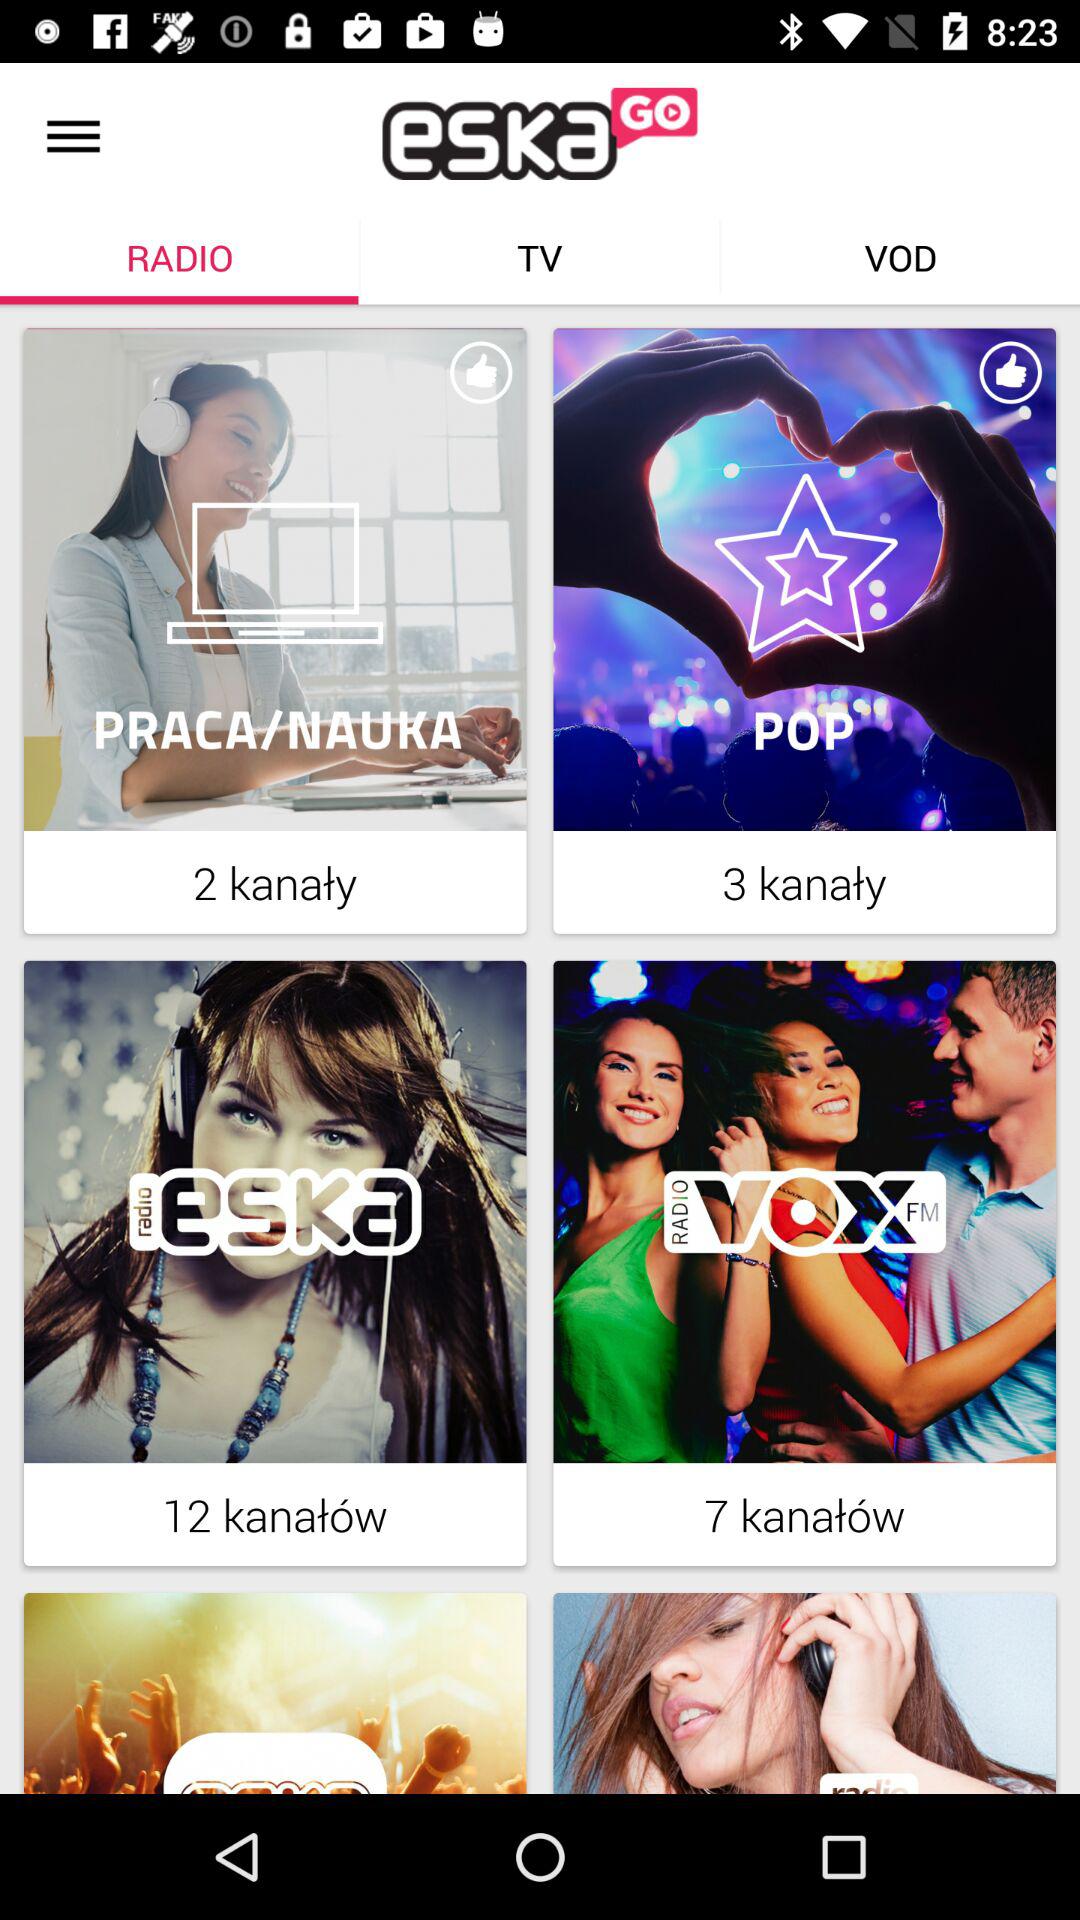 FAKE
8:23
eska GO
RADIO TV VOD
PRACA/NAUKA
POP
2 kanały
3 kanały
radio eska
RADIO VOX FM
12 kanałów
7 kanałów
radio